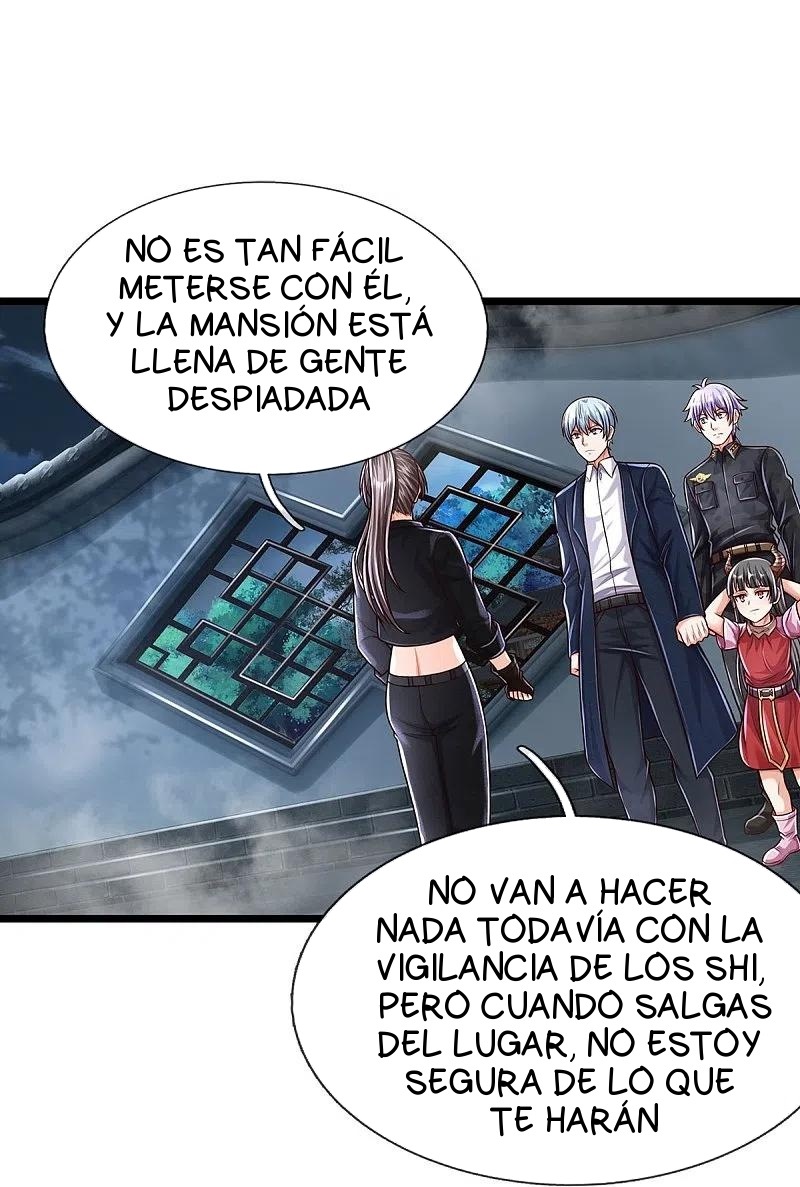 NO ES TAN FÁCIL
METERSE CON ÉL,
Y LA MANSIÓN ESTÁ
LLENA DE GENTE
DESPIADADA
NO VAN A HACER
NADA TODAVÍA CON LA
VIGILANCIA DE LOS SHI,
PERO CUANDO SALGAS
DEL LUGAR, NO ESTOY
SEGURA DE LO QUE
TE HARÁN